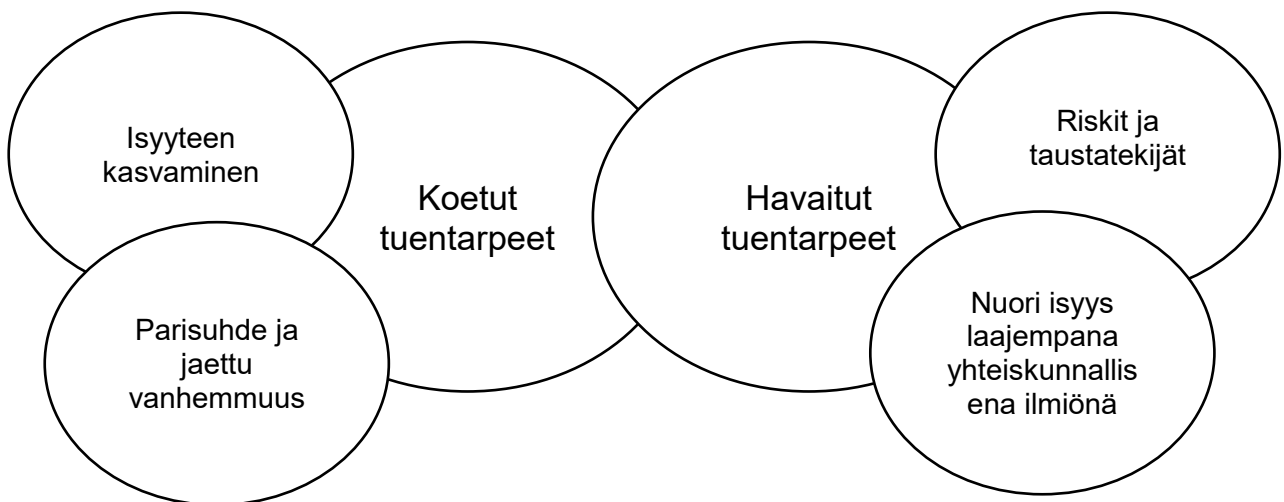 Isyyteen
kasvaminen
Parisuhde ja
jaettu
vanhemmuus
Koetut
tuentarpeet
Havaitut
tuentarpeet
Riskit ja
taustatekijät
Nuori isyys
laajempana
yhteiskunnallis
ena ilmiönä